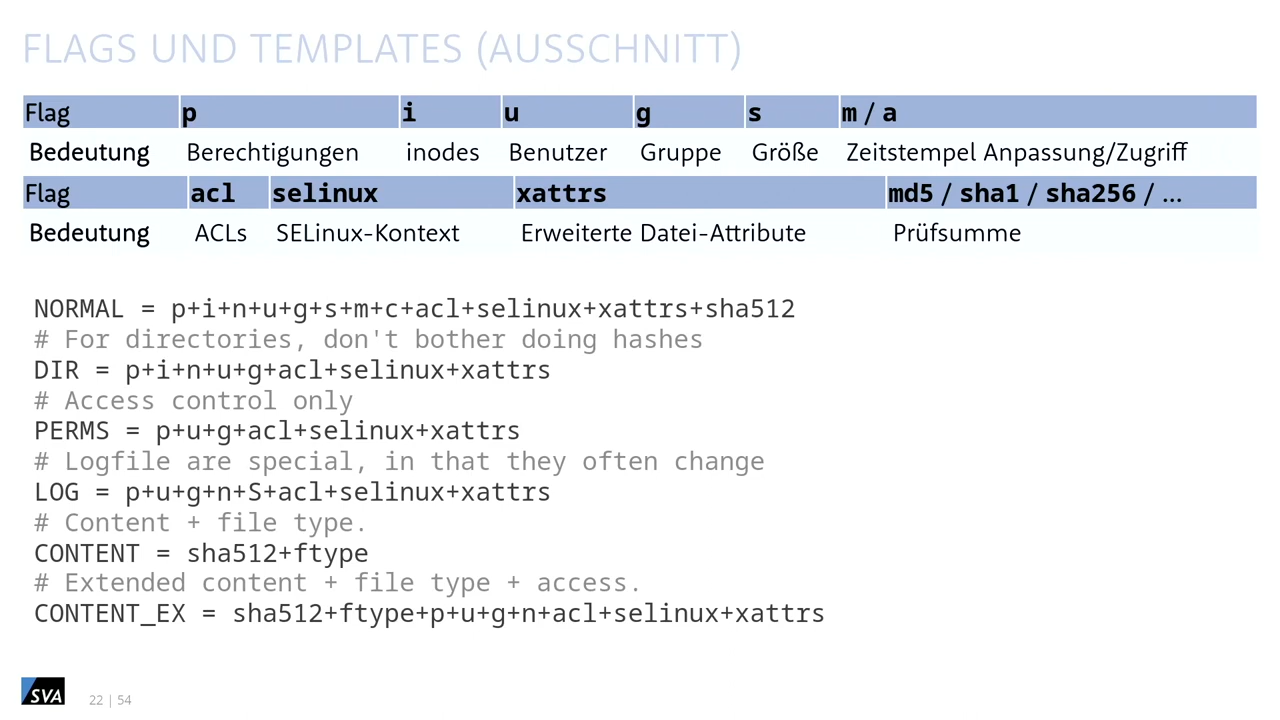 FLAGS UND TEMPLATES (AUSSCHNITT)
Flag p i u g s m / a
Bedeutung Berechtigungen inodes Benutzer Gruppe Größe Zeitstempel Anpassung/Zugriff
Flag acl selinux xattrs md5 / sha1 / sha256 / ...
Bedeutung ACLs SELinux-Kontext Erweiterte Datei-Attribute Prüfsumme
NORMAL = p+i+n+u+g+s+m+c+acl+selinux+xattrs+sha512
# For directories, don't bother doing hashes
DIR = p+i+n+u+g+acl+selinux+xattrs
# Access control only
PERMS = p+u+g+acl+selinux+xattrs
# Logfile are special, in that they often change
LOG = p+u+g+n+S+acl+selinux+xattrs
# Content + file type.
CONTENT = sha512+ftype
# Extended content + file type + access.
CONTENT_EX = sha512+ftype+p+u+g+n+acl+selinux+xattrs
SVA 22 | 54